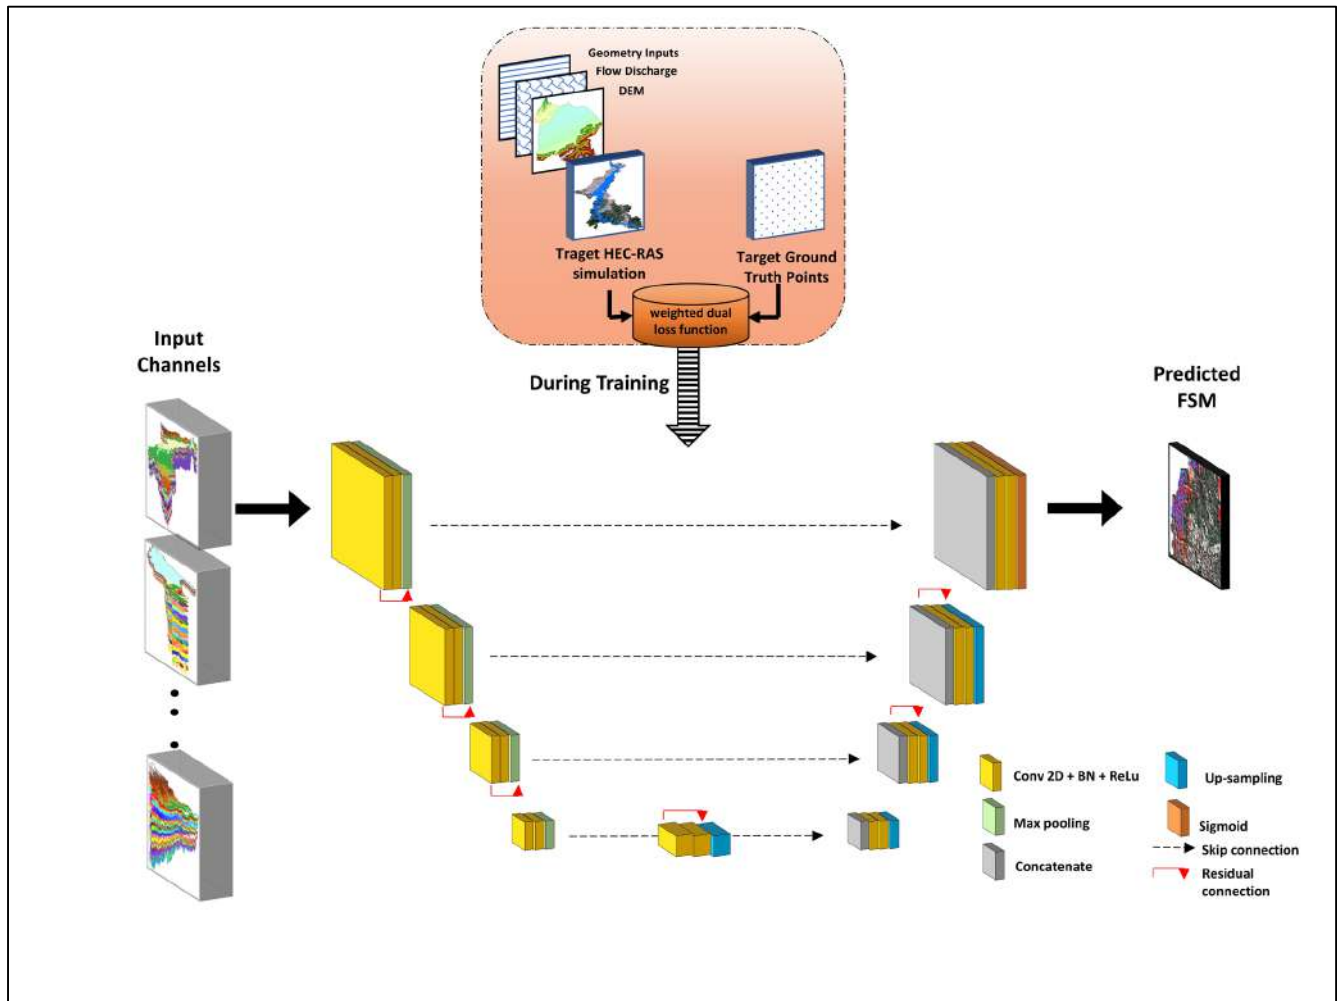 Geometry Inputs
Flow Discharge
DEM
Traget HEC-RAS
simulation
Target Ground
Truth Points
weighted dual
loss function
During Training
Input
Channels
Predicted
FSM
Conv 2D + BN + ReLu
Up-sampling
Max pooling
Sigmoid
Skip connection
Concatenate
Residual
connection